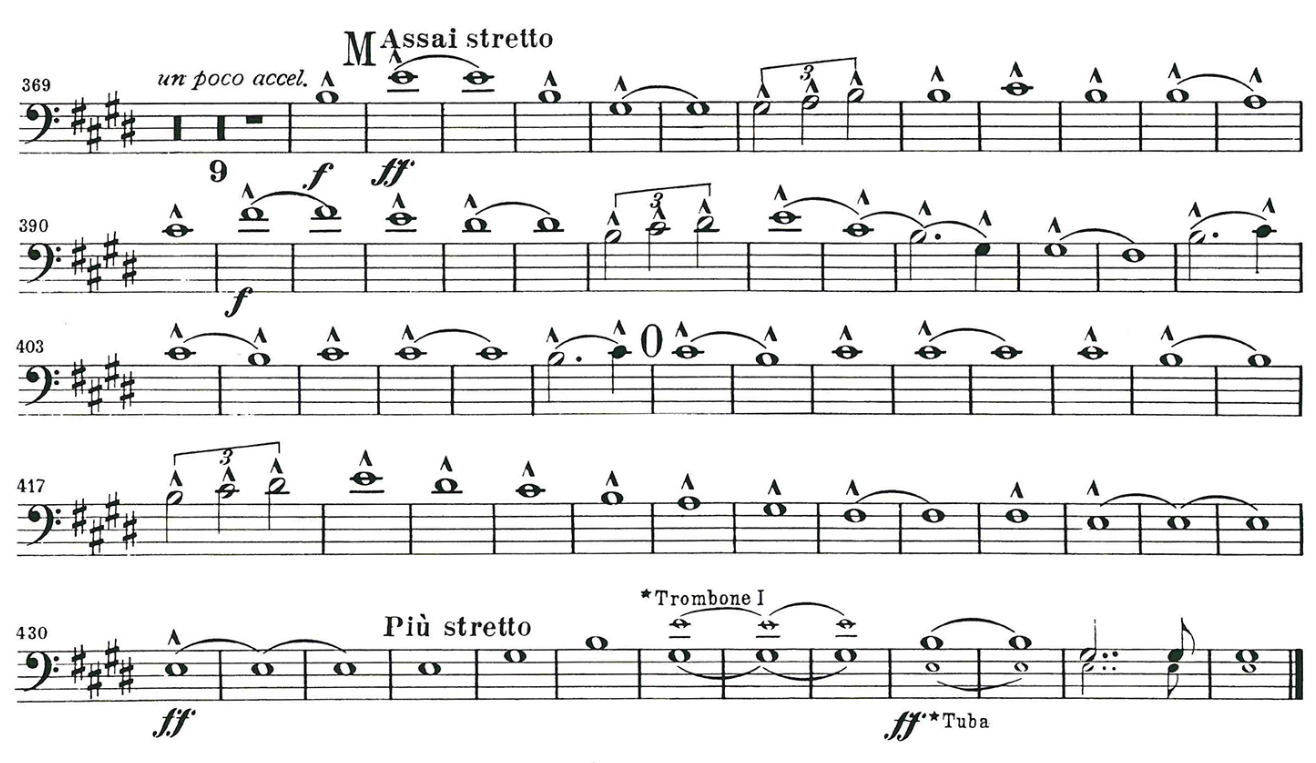 M Assai stretto
un poco accel.
369
3
9
f
ff
390
3
f
403
O
417
3
*Trombone I
430
Più stretto
ff
ff *Tuba